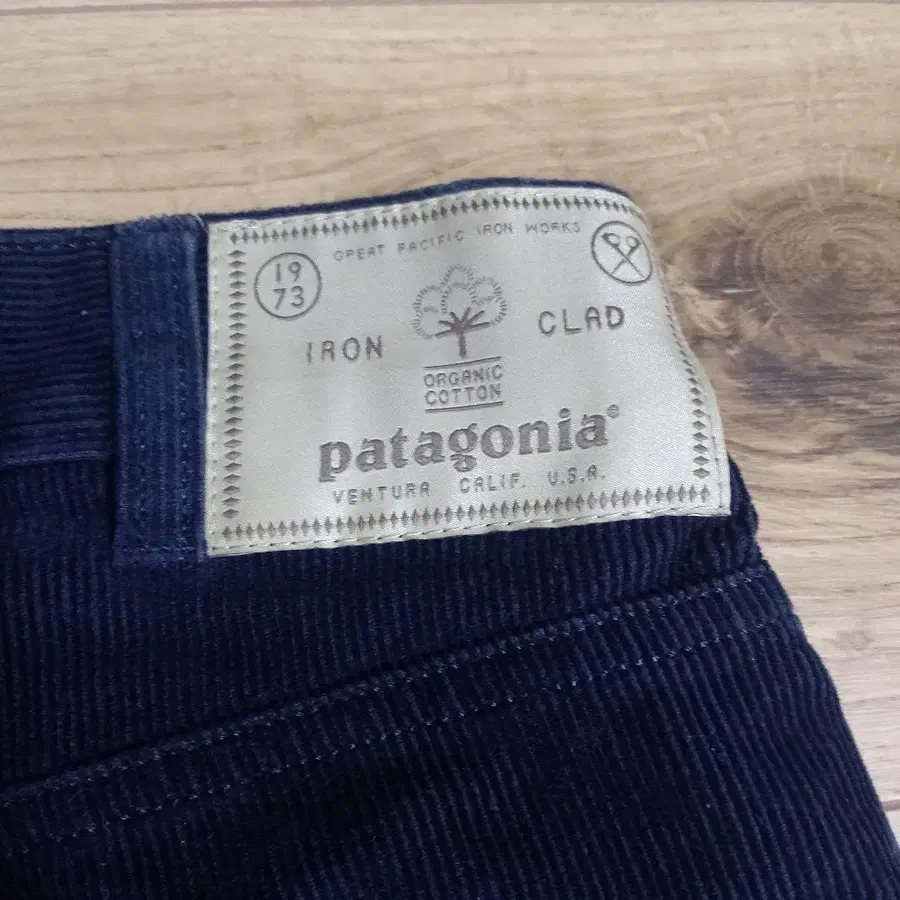 GREAT PACIFIC IRON WORKS
19
73
IRON CLAD
ORGANIC
COTTON
patagonia®
VENTURA CALIF. U.S.A.